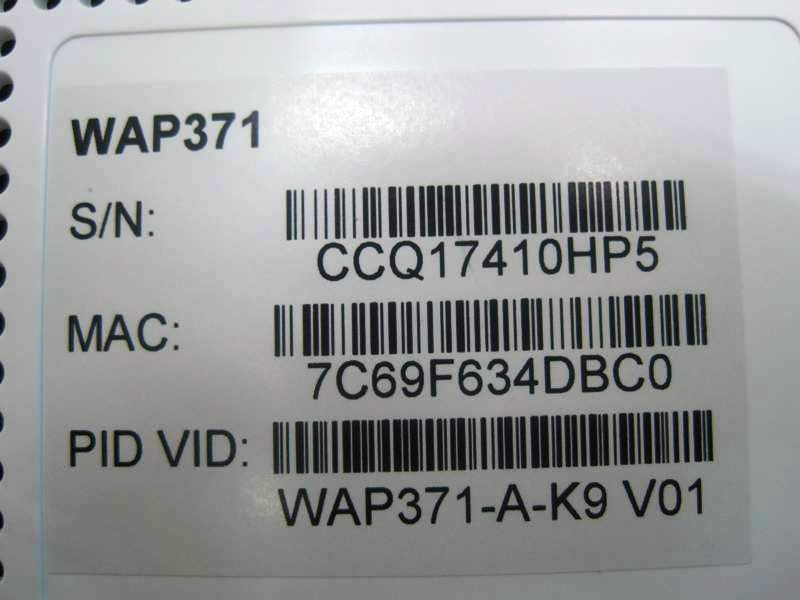 WAP371
S/N:
CCQ17410HP5
MAC:
7C69F634DBC0
PID VID:
WAP371-A-K9 V01